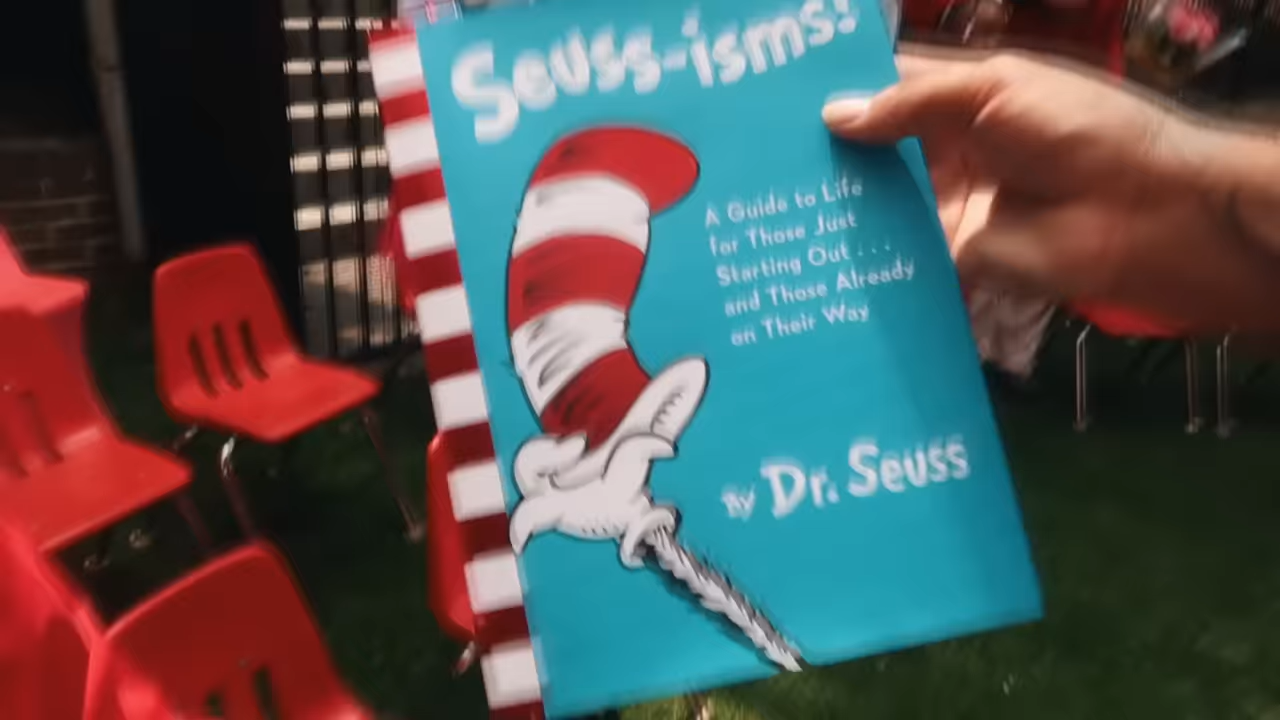 Seuss-isms!
A Guide to Life
for Those Just
Starting Out . . .
and Those Already
on Their Way
BY Dr. Seuss